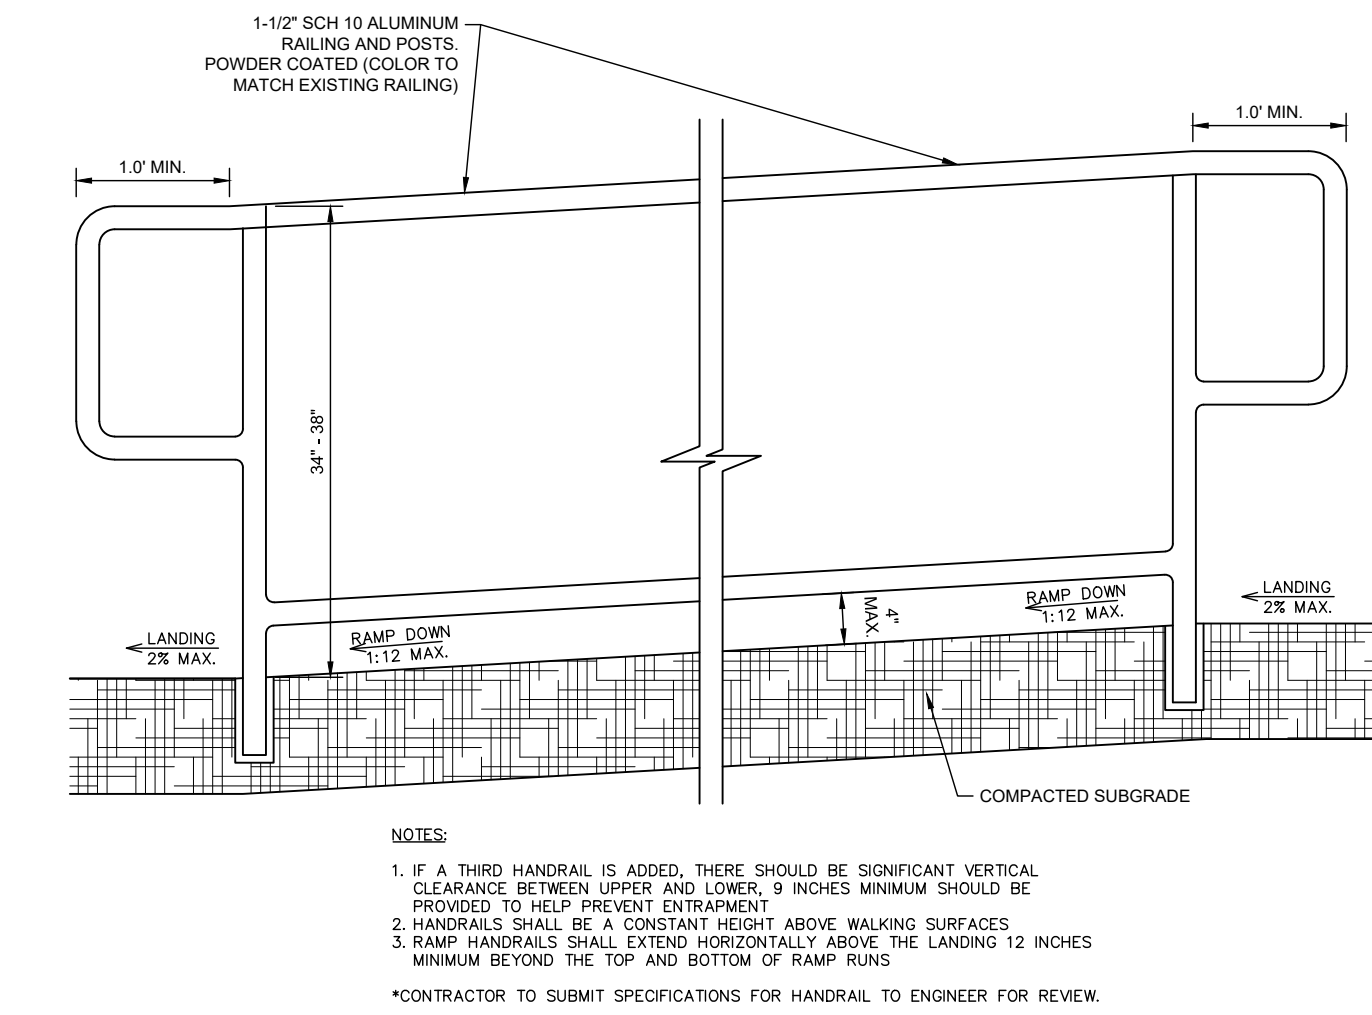 1-1/2" SCH 10 ALUMINUM
RAILING AND POSTS.
POWDER COATED (COLOR TO
MATCH EXISTING RAILING)
1.0' MIN.
1.0' MIN.
34" - 38"
4"
MAX.
RAMP DOWN
1:12 MAX.
LANDING
2% MAX.
LANDING
2% MAX.
RAMP DOWN
1:12 MAX.
COMPACTED SUBGRADE
NOTES:
1. IF A THIRD HANDRAIL IS ADDED, THERE SHOULD BE SIGNIFICANT VERTICAL
CLEARANCE BETWEEN UPPER AND LOWER, 9 INCHES MINIMUM SHOULD BE
PROVIDED TO HELP PREVENT ENTRAPMENT
2. HANDRAILS SHALL BE A CONSTANT HEIGHT ABOVE WALKING SURFACES
3. RAMP HANDRAILS SHALL EXTEND HORIZONTALLY ABOVE THE LANDING 12 INCHES
MINIMUM BEYOND THE TOP AND BOTTOM OF RAMP RUNS
*CONTRACTOR TO SUBMIT SPECIFICATIONS FOR HANDRAIL TO ENGINEER FOR REVIEW.